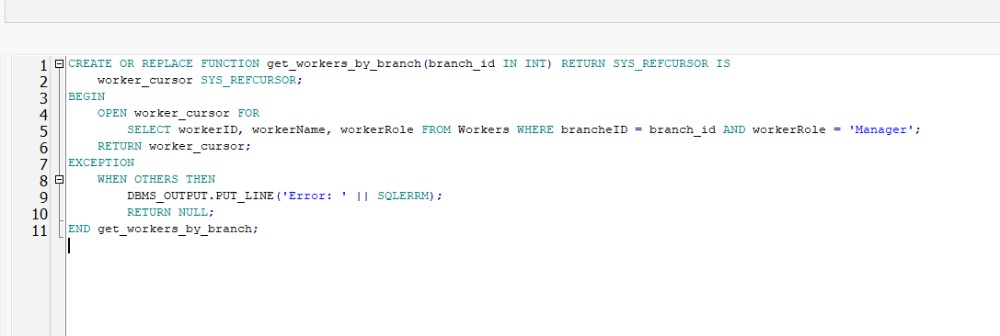 1 CREATE OR REPLACE FUNCTION get_workers_by_branch(branch_id IN INT) RETURN SYS_REFCURSOR IS
2 worker_cursor SYS_REFCURSOR;
3 BEGIN
4 OPEN worker_cursor FOR
5 SELECT workerID, workerName, workerRole FROM Workers WHERE brancheID = branch_id AND workerRole = 'Manager';
6 RETURN worker_cursor;
7 EXCEPTION
8 WHEN OTHERS THEN
9 DBMS_OUTPUT.PUT_LINE('Error: ' || SQLERRM);
10 RETURN NULL;
11 END get_workers_by_branch;